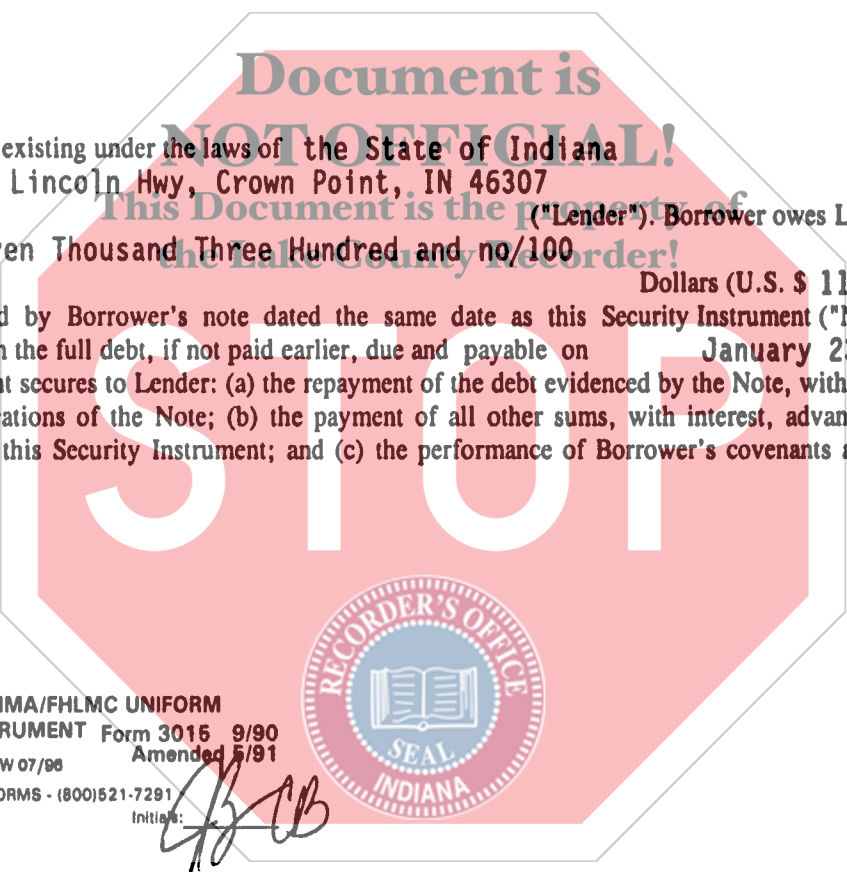 Document is
NOT OFFICIAL!
existing under the laws of the State of Indiana
Lincoln Hwy, Crown Point, IN 46307
This Document is the property of
("Lender"). Borrower owes L
en Thousand Three Hundred and no/100
the Lake County Recorder!
Dollars (U.S. $ 11
d by Borrower's note dated the same date as this Security Instrument ("N
n the full debt, if not paid earlier, due and payable on January 2
nt secures to Lender: (a) the repayment of the debt evidenced by the Note, with
ations of the Note; (b) the payment of all other sums, with interest, advan
this Security Instrument; and (c) the performance of Borrower's covenants a
STOP
RECORDER'S OFFICE
SEAL
INDIANA
NMA/FHLMC UNIFORM
RUMENT Form 3015 9/90
Amended 5/91
W 07/96
ORMS - (800)521-7291
Initials: